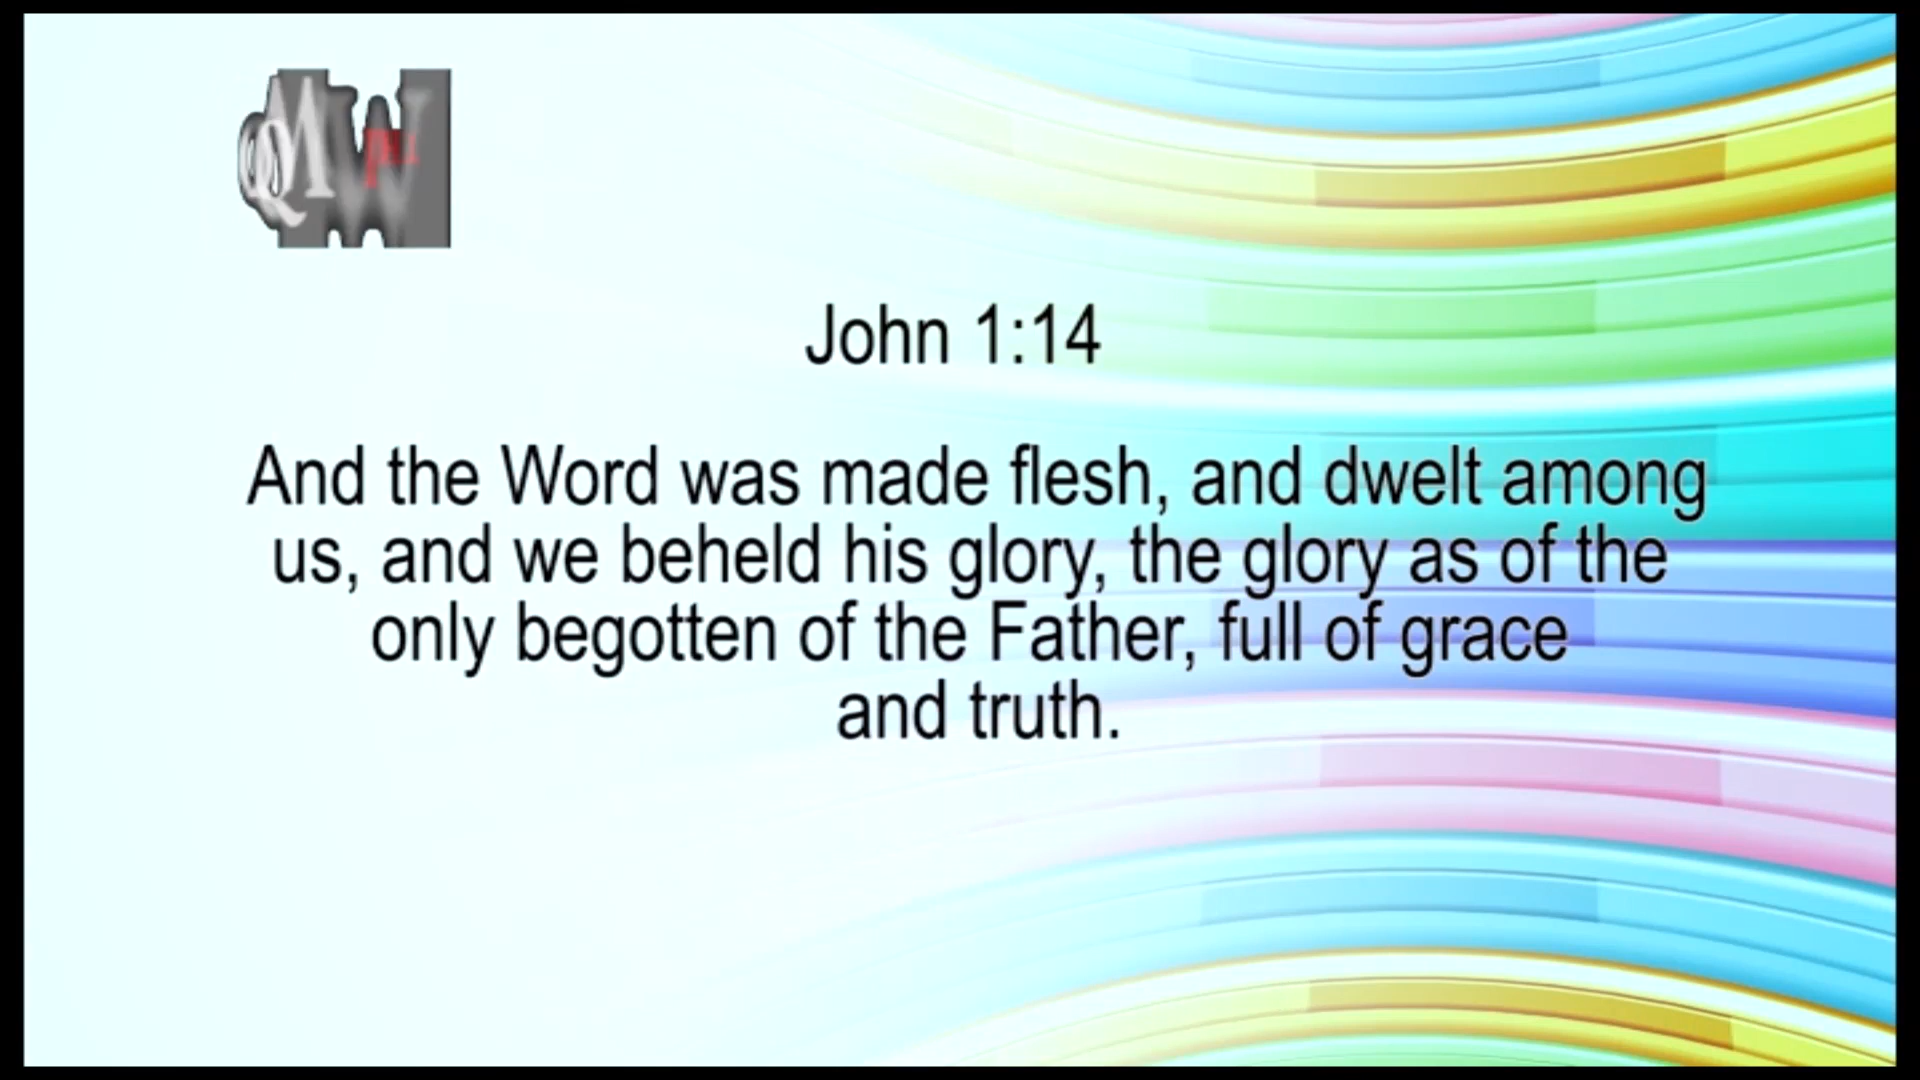 John 1:14
And the Word was made flesh, and dwelt among
us, and we beheld his glory, the glory as of the
only begotten of the Father, full of grace
and truth.